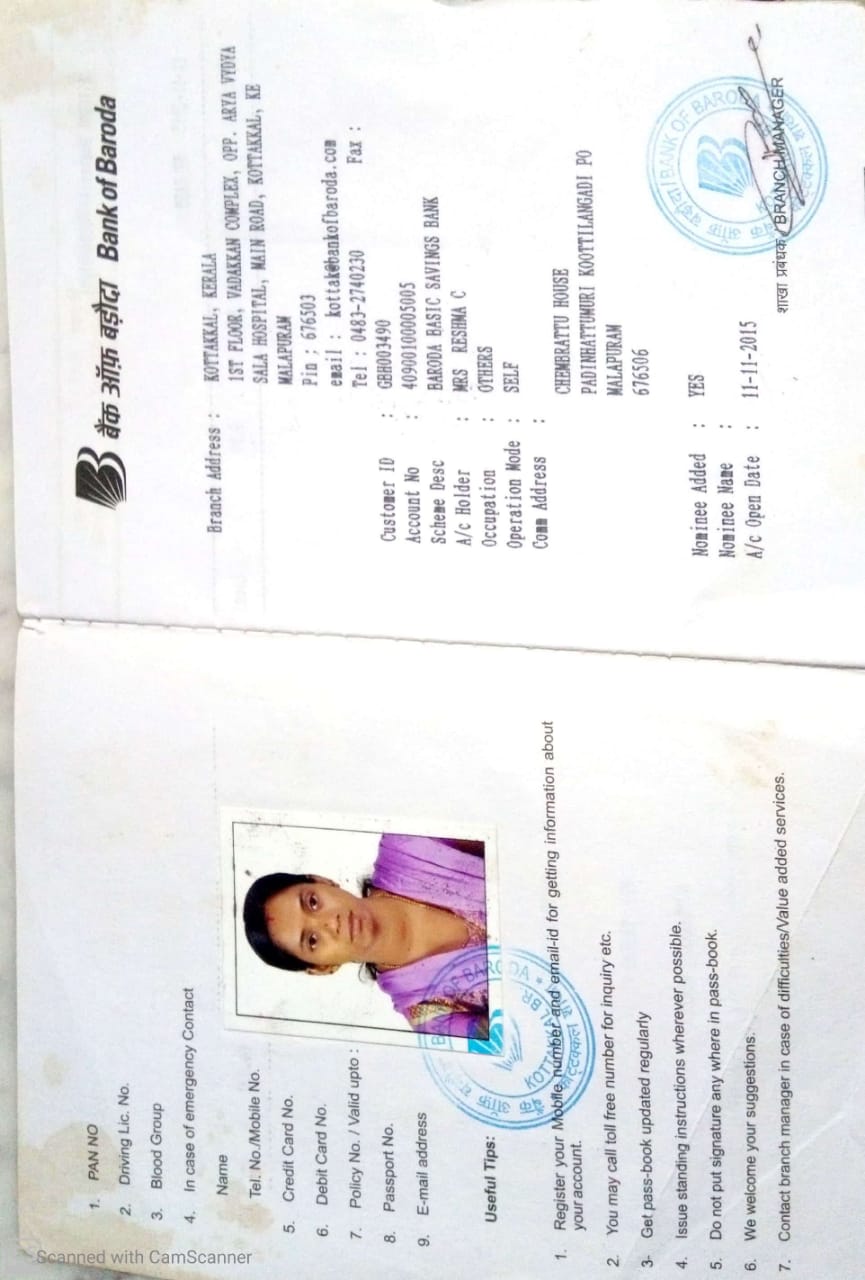 बैंक ऑफ़ बड़ौदा Bank of Baroda
Branch Address : KOTTAKKAL, KERALA
1ST FLOOR, VADAKKAN COMPLEX, OPP. ARYA VYDYA
SALA HOSPITAL, MAIN ROAD, KOTTAKKAL, KE
MALAPURAM
Pin : 676503
email : kottak@bankofbaroda.com
Tel : 0483-2740230 Fax :
Customer ID : GBH003490
Account No : 40900100005005
Scheme Desc : BARODA BASIC SAVINGS BANK
A/c Holder : MRS RESHMA C
Occupation : OTHERS
Operation Mode : SELF
Comm Address :
CHEMBRATTU HOUSE
PADINHATTUMURI KOOTTILANGADI PO
MALAPURAM
676506
Nominee Added : YES
Nominee Name :
A/c Open Date : 11-11-2015
BANK OF BARODA
शाखा प्रबंधक / BRANCH MANAGER
1. PAN NO
2. Driving Lic. No.
3. Blood Group
4. In case of emergency Contact
Name
Tel. No./Mobile No.
5. Credit Card No.
6. Debit Card No.
7. Policy No. / Valid upto :
8. Passport No.
9. E-mail address
BANK OF BARODA
KOTTAKKAL BR.
Useful Tips:
1. Register your Mobile number and email-id for getting information about
your account.
2. You may call toll free number for inquiry etc.
3- Get pass-book updated regularly
4. Issue standing instructions wherever possible.
5. Do not put signature any where in pass-book.
6. We welcome your suggestions.
7. Contact branch manager in case of difficulties/Value added services.
Scanned with CamScanner